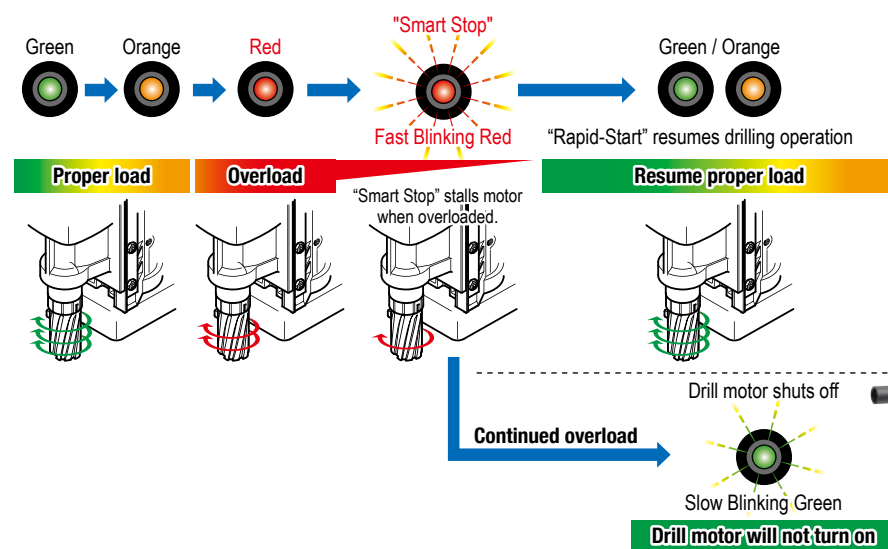 "Smart Stop"
Green
Orange
Red
Green / Orange
Fast Blinking Red
“Rapid-Start” resumes drilling operation
Proper load
Overload
Resume proper load
“Smart Stop” stalls motor
when overloaded.
Drill motor shuts off
Continued overload
Slow Blinking Green
Drill motor will not turn on